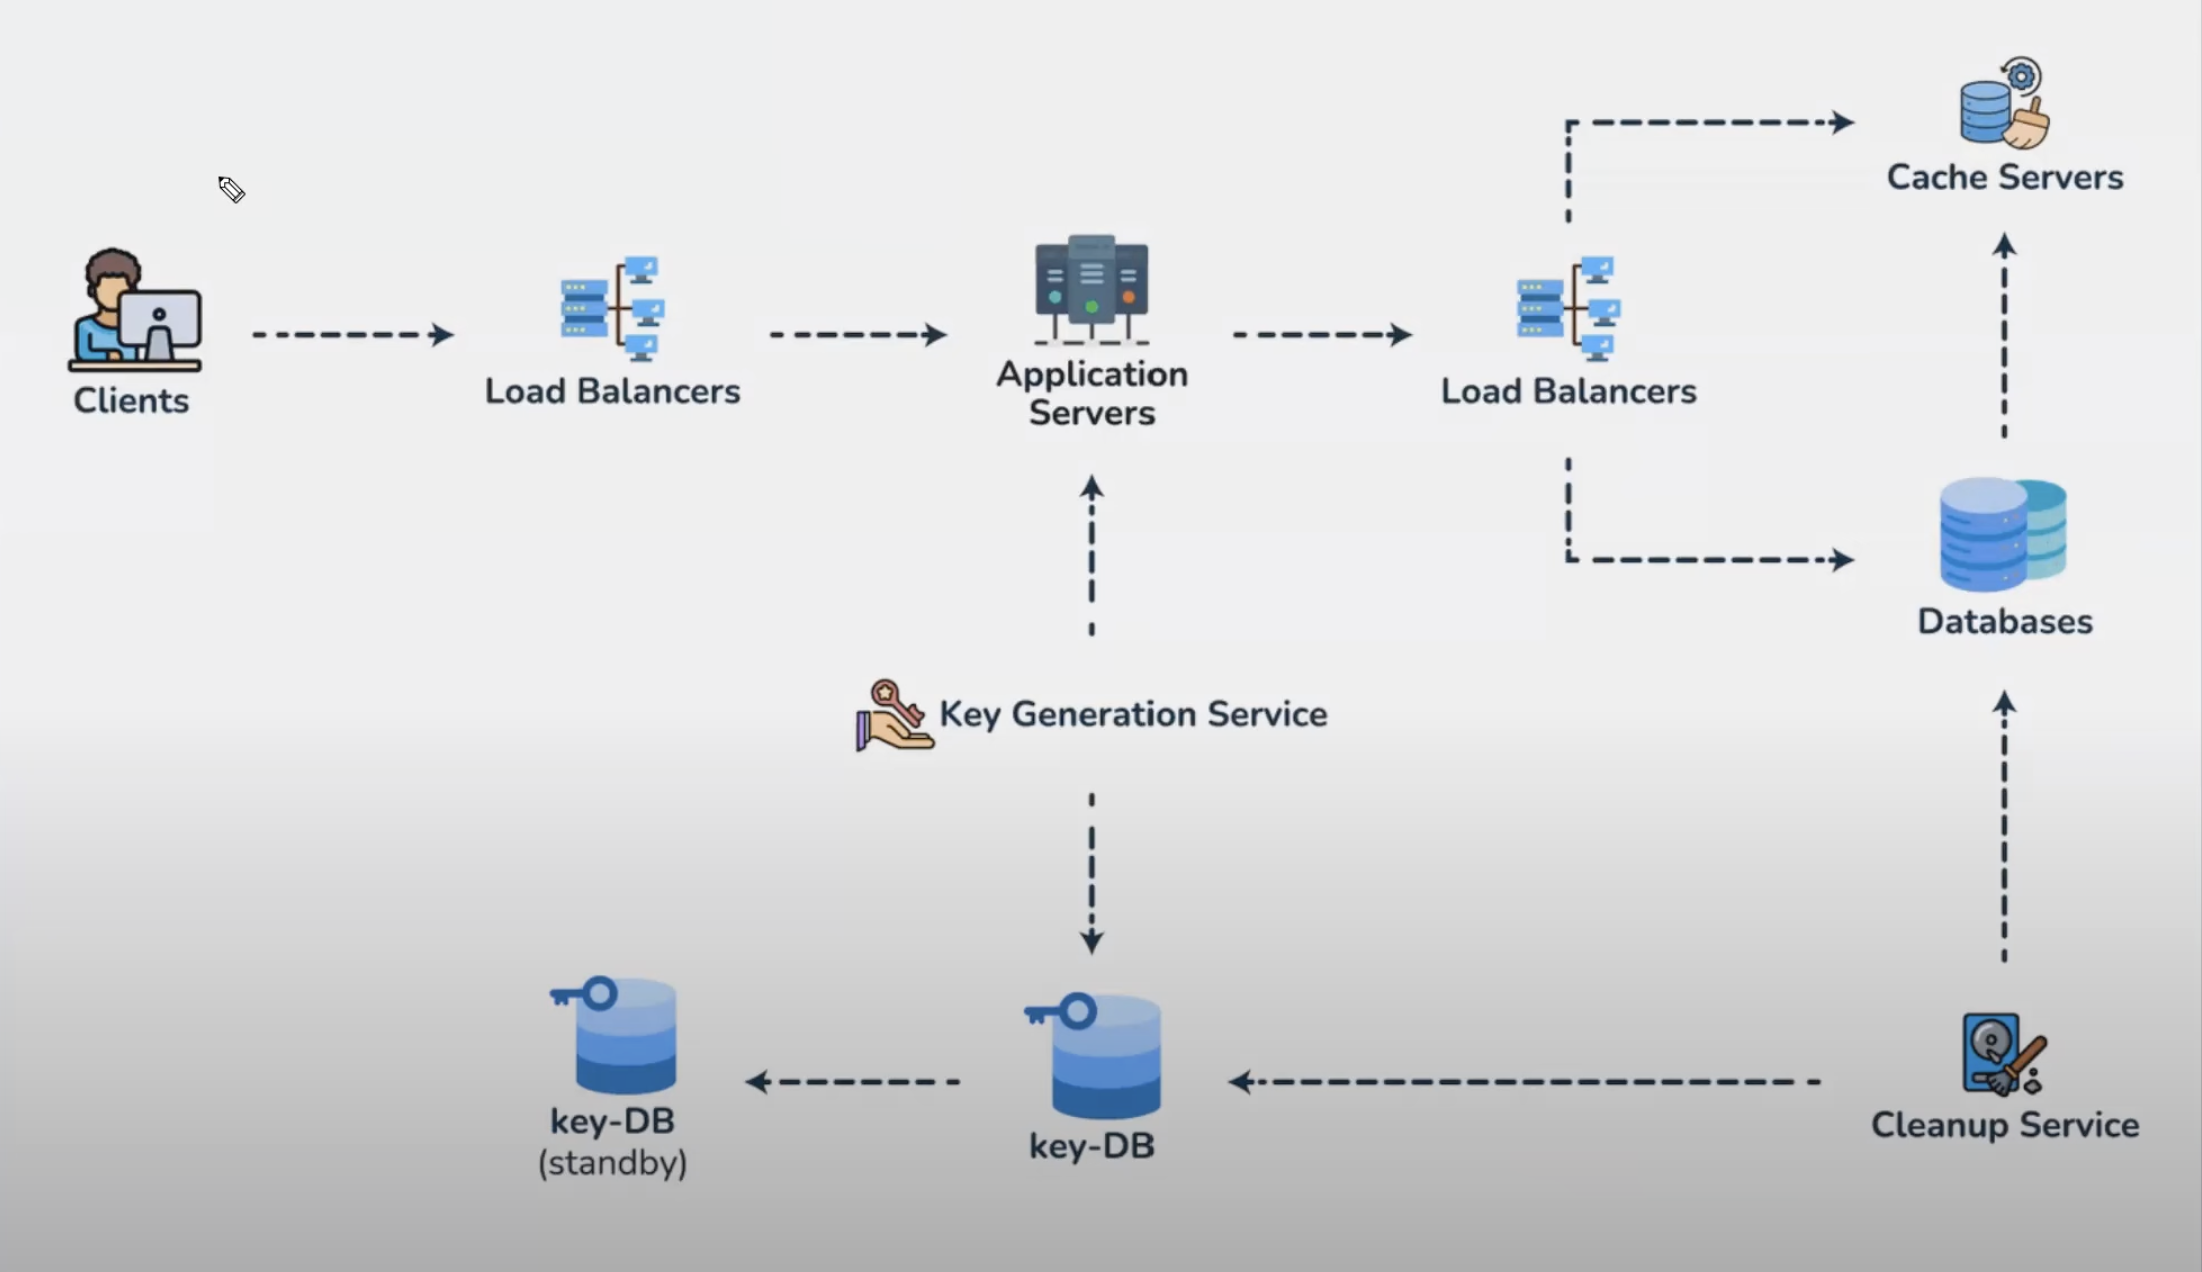 Cache Servers
Clients
Load Balancers
Application
Servers
Load Balancers
Databases
Key Generation Service
key-DB
(standby)
key-DB
Cleanup Service